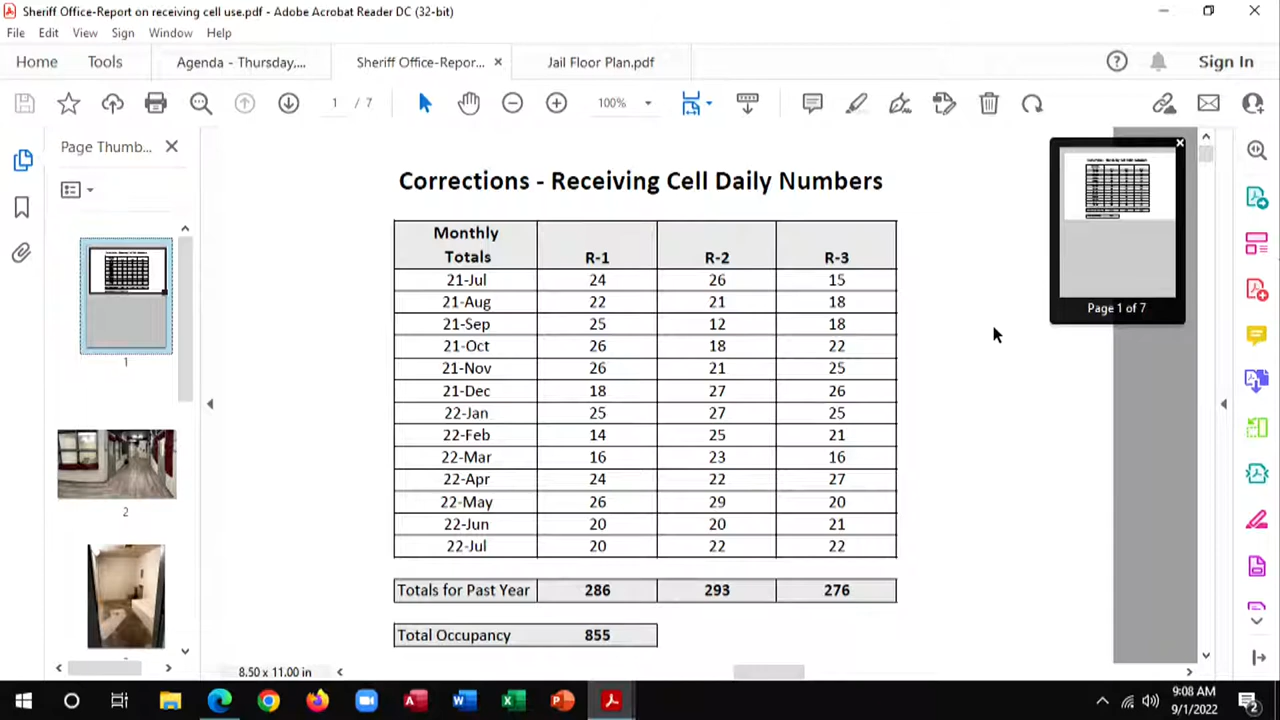 Sheriff Office-Report on receiving cell use.pdf - Adobe Acrobat Reader DC (32-bit)
File Edit View Sign Window Help
Home Tools Agenda - Thursday,... Sheriff Office-Repor... × Jail Floor Plan.pdf Sign In
1 / 7 100%
Page Thumb...
1
2
Corrections - Receiving Cell Daily Numbers
Monthly
Totals R-1 R-2 R-3
21-Jul 24 26 15
21-Aug 22 21 18
21-Sep 25 12 18
21-Oct 26 18 22
21-Nov 26 21 25
21-Dec 18 27 26
22-Jan 25 27 25
22-Feb 14 25 21
22-Mar 16 23 16
22-Apr 24 22 27
22-May 26 29 20
22-Jun 20 20 21
22-Jul 20 22 22
Totals for Past Year 286 293 276
Total Occupancy 855
Page 1 of 7
8.50 x 11.00 in
9:08 AM
9/1/2022
2